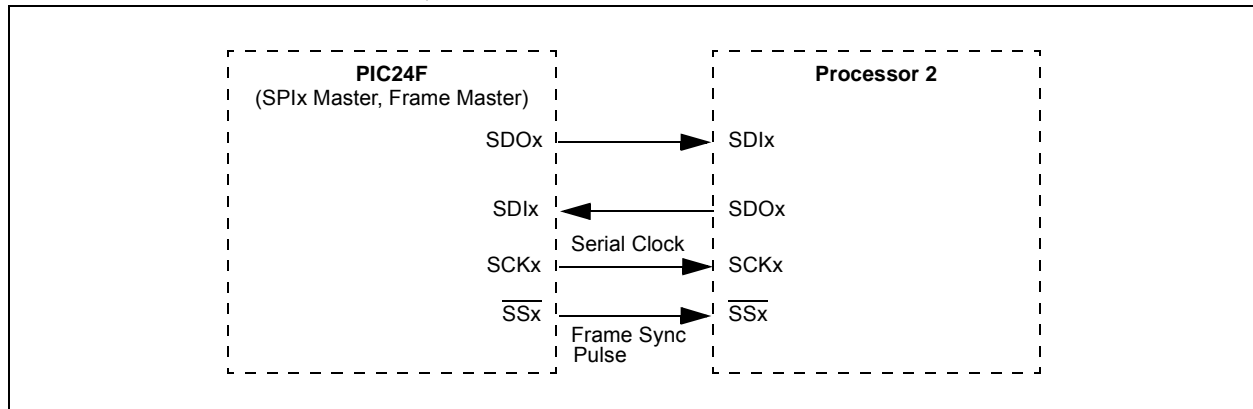 PIC24F
(SPIx Master, Frame Master)
Processor 2
SDOx
SDIx
SDIx
SDOx
Serial Clock
SCKx
SCKx
SSx
SSx
Frame Sync
Pulse